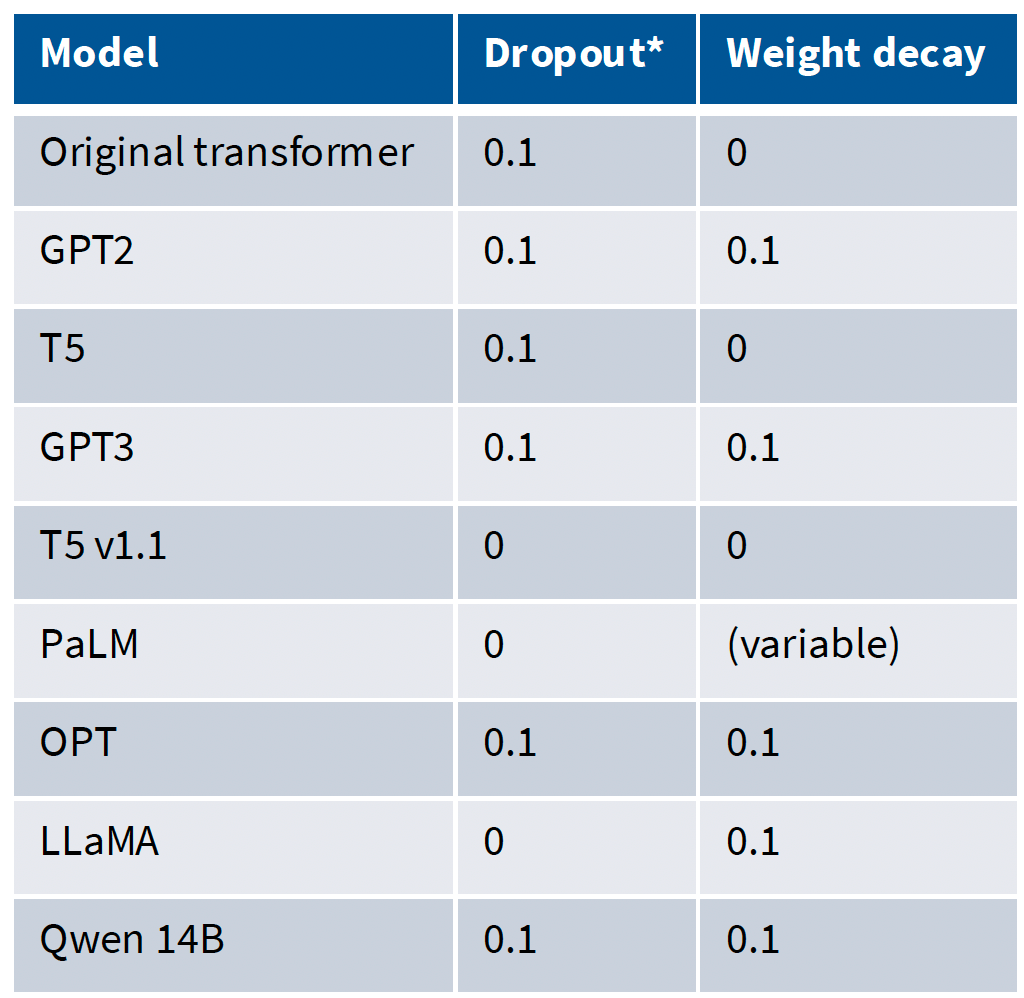 Model Dropout* Weight decay
Original transformer 0.1 0
GPT2 0.1 0.1
T5 0.1 0
GPT3 0.1 0.1
T5 v1.1 0 0
PaLM 0 (variable)
OPT 0.1 0.1
LLaMA 0 0.1
Qwen 14B 0.1 0.1